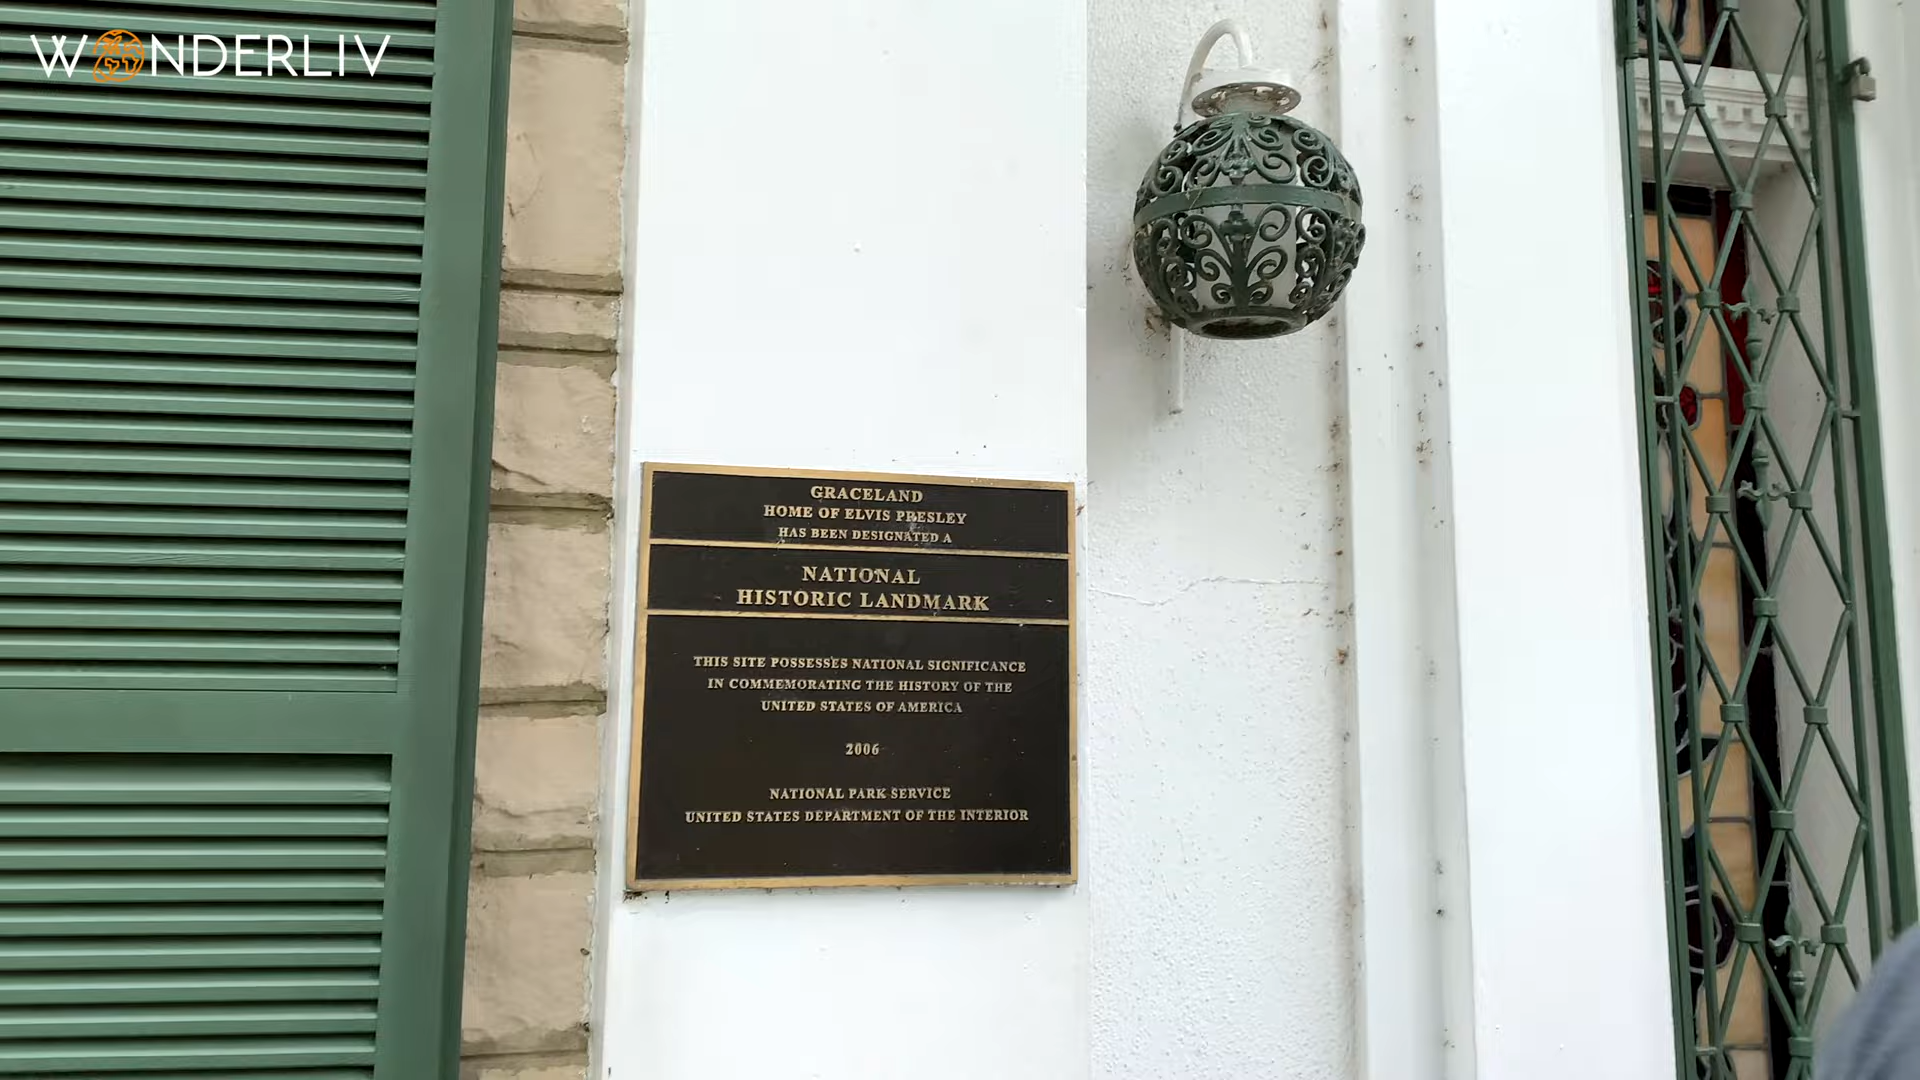 WONDERLIV
GRACELAND
HOME OF ELVIS PRESLEY
HAS BEEN DESIGNATED A
NATIONAL
HISTORIC LANDMARK
THIS SITE POSSESSES NATIONAL SIGNIFICANCE
IN COMMEMORATING THE HISTORY OF THE
UNITED STATES OF AMERICA
2006
NATIONAL PARK SERVICE
UNITED STATES DEPARTMENT OF THE INTERIOR